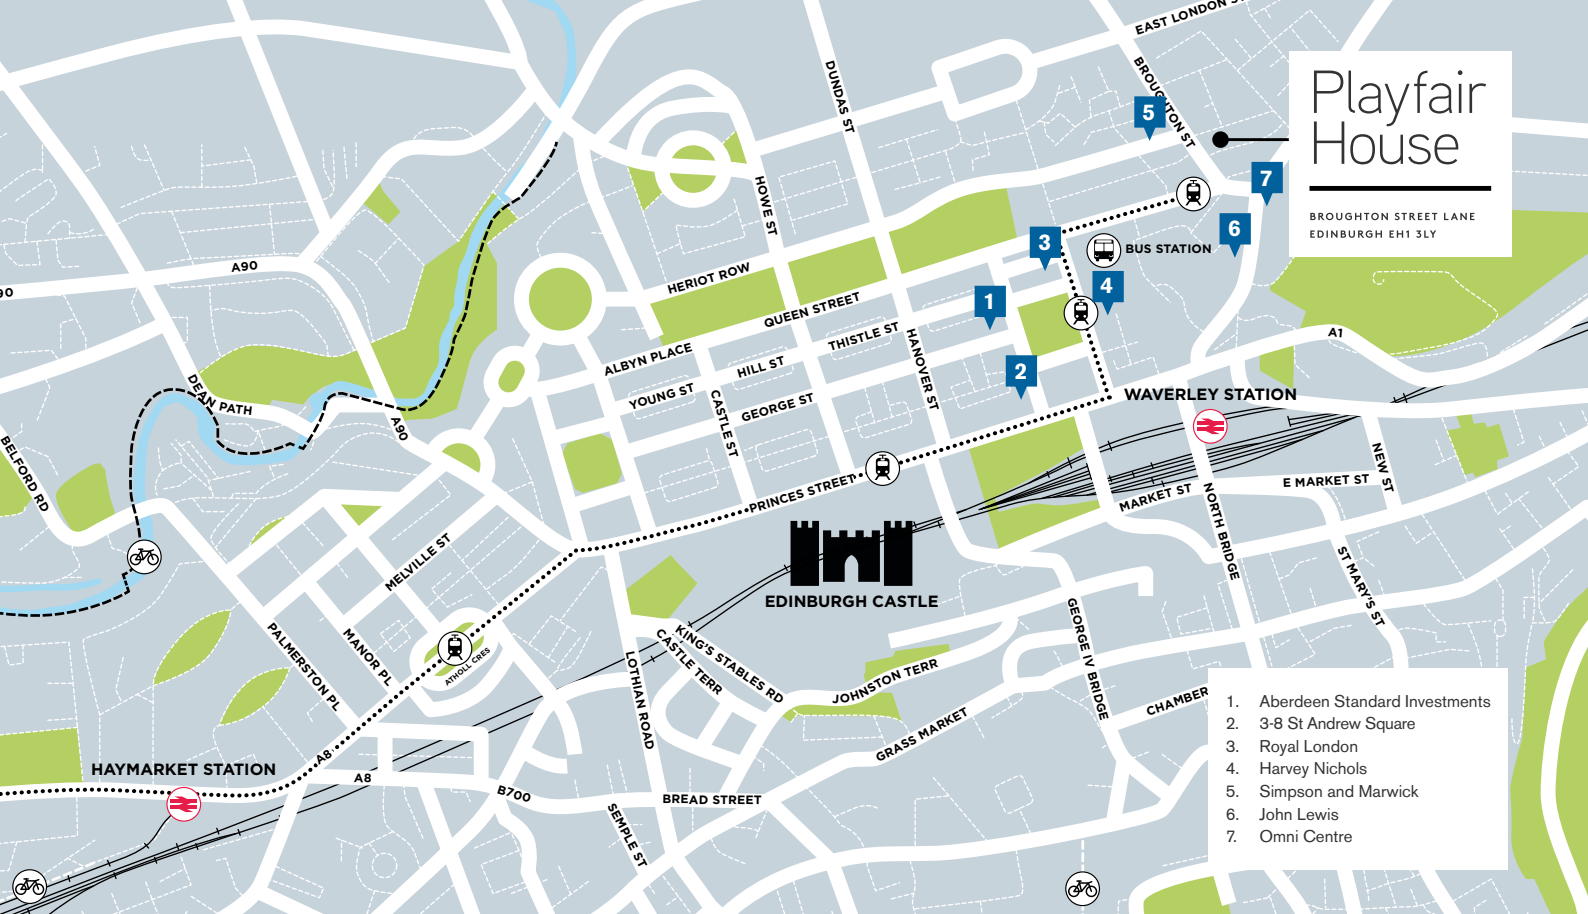 EAST LONDON S
BROUGHTON ST
DUNDAS ST
Playfair
House
BROUGHTON STREET LANE
EDINBURGH EH1 3LY
5
7
6
3
BUS STATION
4
1
2
HOWE ST
HERIOT ROW
QUEEN STREET
THISTLE ST
ALBYN PLACE
HILL ST
YOUNG ST
GEORGE ST
CASTLE ST
HANOVER ST
A90
90
A1
DEAN PATH
A90
BELFORD RD
WAVERLEY STATION
PRINCES STREET
MARKET ST
E MARKET ST
NEW ST
NORTH BRIDGE
ST MARY'S ST
MELVILLE ST
EDINBURGH CASTLE
GEORGE IV BRIDGE
PALMERSTON PL
MANOR PL
ATHOLL CRES
KING'S STABLES RD
CASTLE TERR
LOTHIAN ROAD
JOHNSTON TERR
GRASS MARKET
CHAMBER
HAYMARKET STATION
A8
A8
B700
BREAD STREET
SEMPLE ST
1. Aberdeen Standard Investments
2. 3-8 St Andrew Square
3. Royal London
4. Harvey Nichols
5. Simpson and Marwick
6. John Lewis
7. Omni Centre